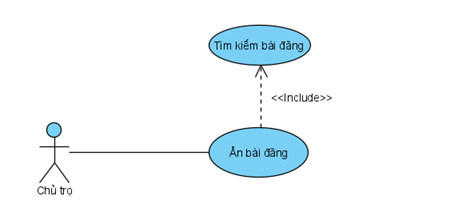 Tìm kiếm bài đăng
<<Include>>
Ẩn bài đăng
Chủ trọ